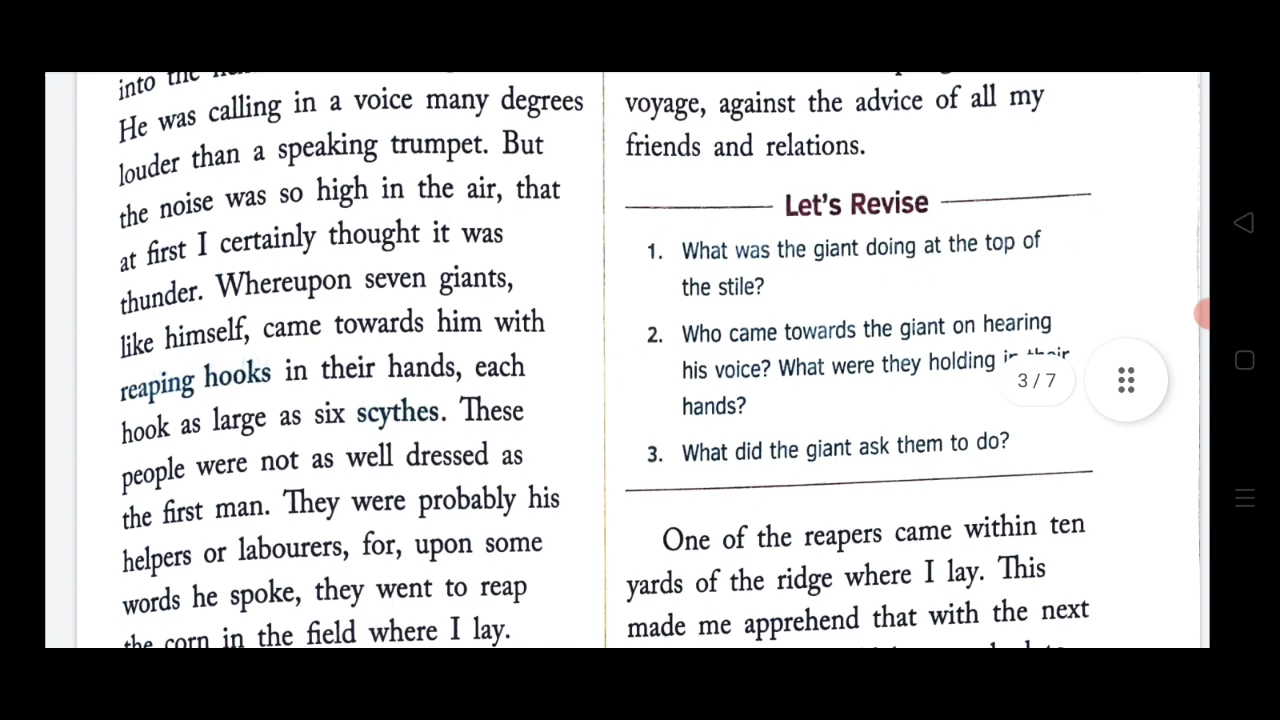 into the
He was calling in a voice many degrees
louder than a speaking trumpet. But
the noise was so high in the air, that
at first I certainly thought it was
thunder. Whereupon seven giants,
like himself, came towards him with
reaping hooks in their hands, each
hook as large as six scythes. These
people were not as well dressed as
the first man. They were probably his
helpers or labourers, for, upon some
words he spoke, they went to reap
the corn in the field where I lay.
voyage, against the advice of all my
friends and relations.
Let's Revise
1. What was the giant doing at the top of
the stile?
2. Who came towards the giant on hearing
his voice? What were they holding in their
hands?
3. What did the giant ask them to do?
One of the reapers came within ten
yards of the ridge where I lay. This
made me apprehend that with the next
3 / 7